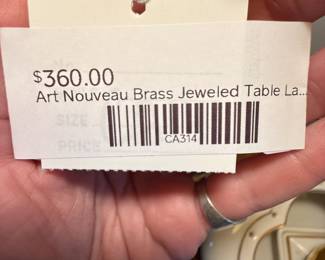 $360.00
Art Nouveau Brass Jeweled Table La...
CA314
SIZE
PRICE